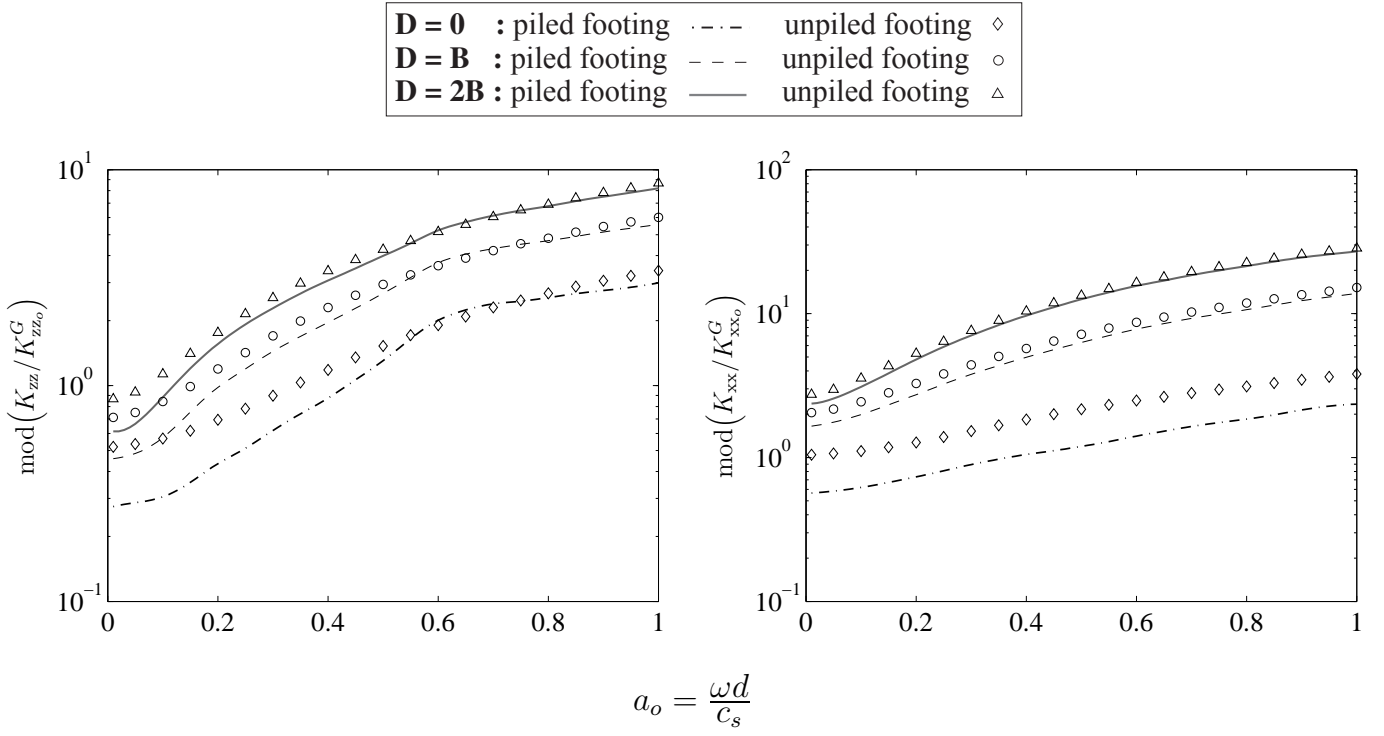 D = 0 : piled footing unpiled footing
D = B : piled footing unpiled footing
D = 2B : piled footing unpiled footing
mod(K_zz/K^G_zz_o)
10^1
10^0
10^−1
0 0.2 0.4 0.6 0.8 1
mod(K_xx/K^G_xx_o)
10^2
10^1
10^0
10^−1
0 0.2 0.4 0.6 0.8 1
a_o = ωd/c_s